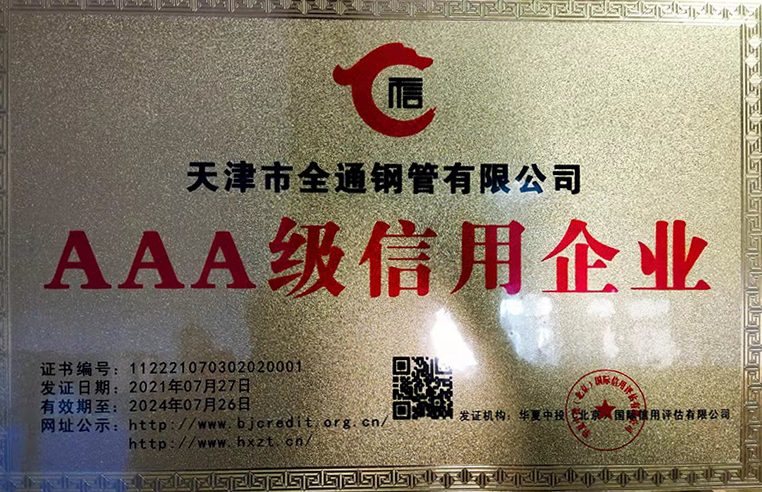 信
天津市全通钢管有限公司
AAA级信用企业
证书编号：112221070302020001
发证日期：2021年07月27日
有效期至：2024年07月26日
网址公示：http://www.bjcredit.org.cn/
http://www.hxzt.cn/
发证机构：华夏中投（北京）国际信用评估有限公司